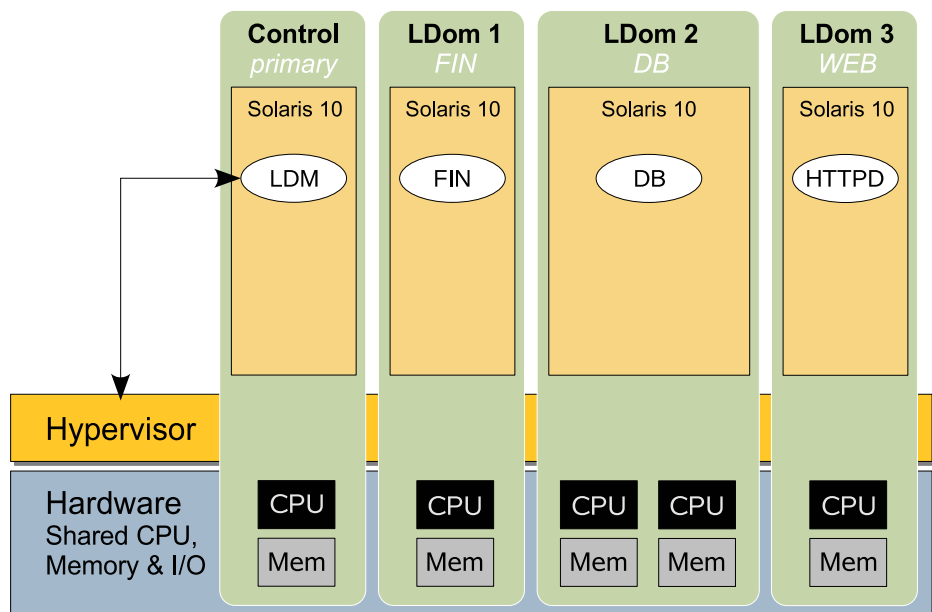 Control
primary
Solaris 10
LDM
LDom 1
FIN
Solaris 10
FIN
LDom 2
DB
Solaris 10
DB
LDom 3
WEB
Solaris 10
HTTPD
Hypervisor
Hardware
Shared CPU,
Memory & I/O
CPU
Mem
CPU
Mem
CPU
CPU
Mem
Mem
CPU
Mem